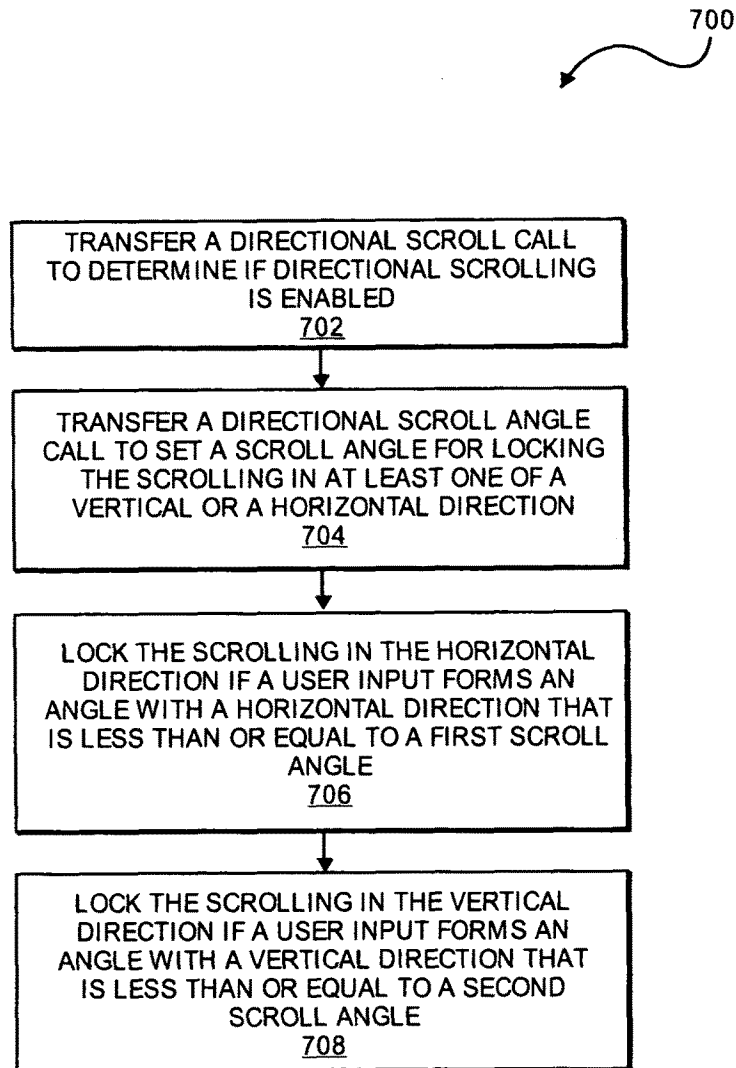 700
TRANSFER A DIRECTIONAL SCROLL CALL
TO DETERMINE IF DIRECTIONAL SCROLLING
IS ENABLED
702
TRANSFER A DIRECTIONAL SCROLL ANGLE
CALL TO SET A SCROLL ANGLE FOR LOCKING
THE SCROLLING IN AT LEAST ONE OF A
VERTICAL OR A HORIZONTAL DIRECTION
704
LOCK THE SCROLLING IN THE HORIZONTAL
DIRECTION IF A USER INPUT FORMS AN
ANGLE WITH A HORIZONTAL DIRECTION THAT
IS LESS THAN OR EQUAL TO A FIRST SCROLL
ANGLE
706
LOCK THE SCROLLING IN THE VERTICAL
DIRECTION IF A USER INPUT FORMS AN
ANGLE WITH A VERTICAL DIRECTION THAT
IS LESS THAN OR EQUAL TO A SECOND
SCROLL ANGLE
708